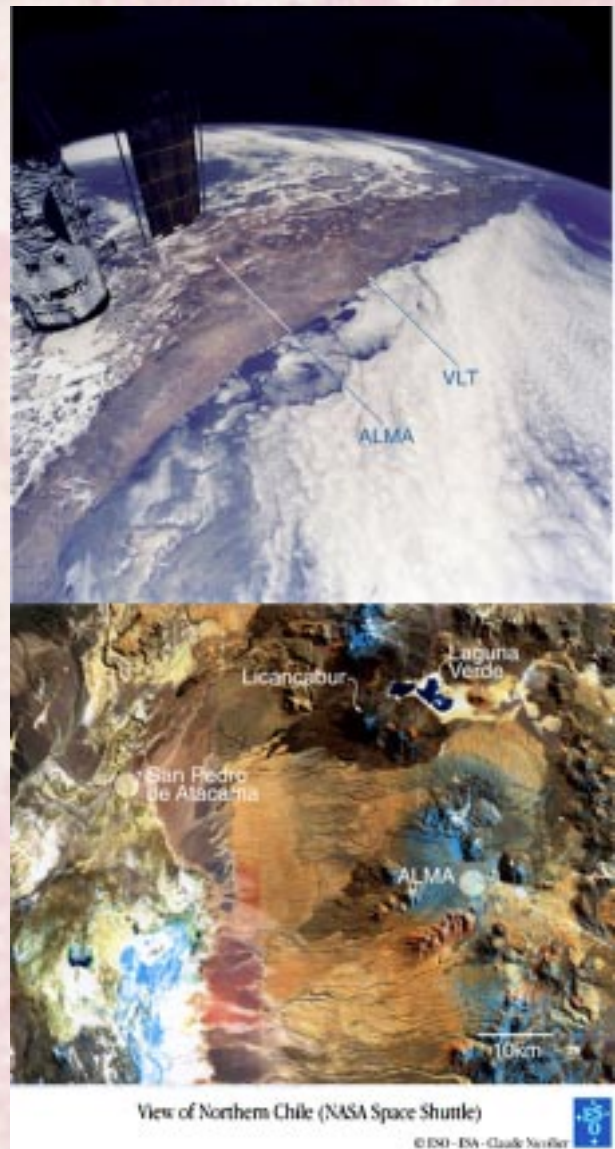 VLT
ALMA
Laguna
Verde
Licancabur
San Pedro
de Atacama
ALMA
10km
View of Northern Chile (NASA Space Shuttle)
© ESO - ESA - Claude Nicollier
ES
O